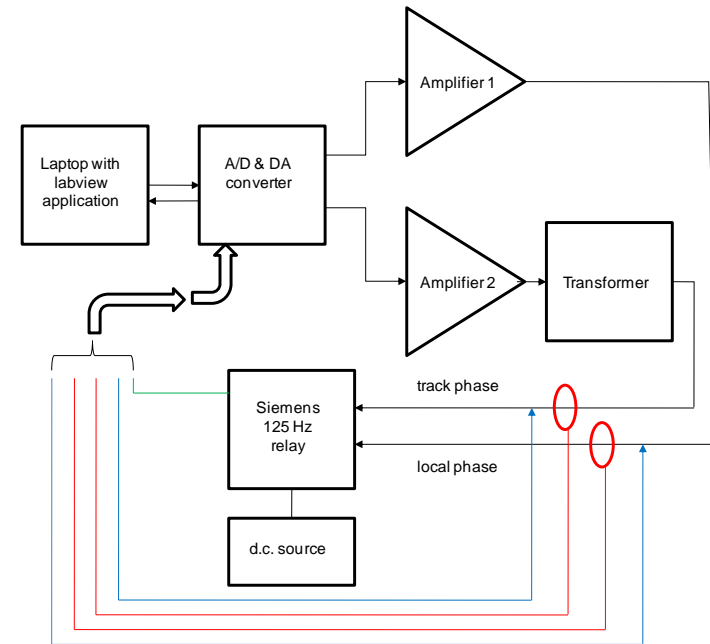 Amplifier 1
Laptop with
labview
application
A/D & DA
converter
Amplifier 2
Transformer
track phase
Siemens
125 Hz
relay
local phase
d.c. source